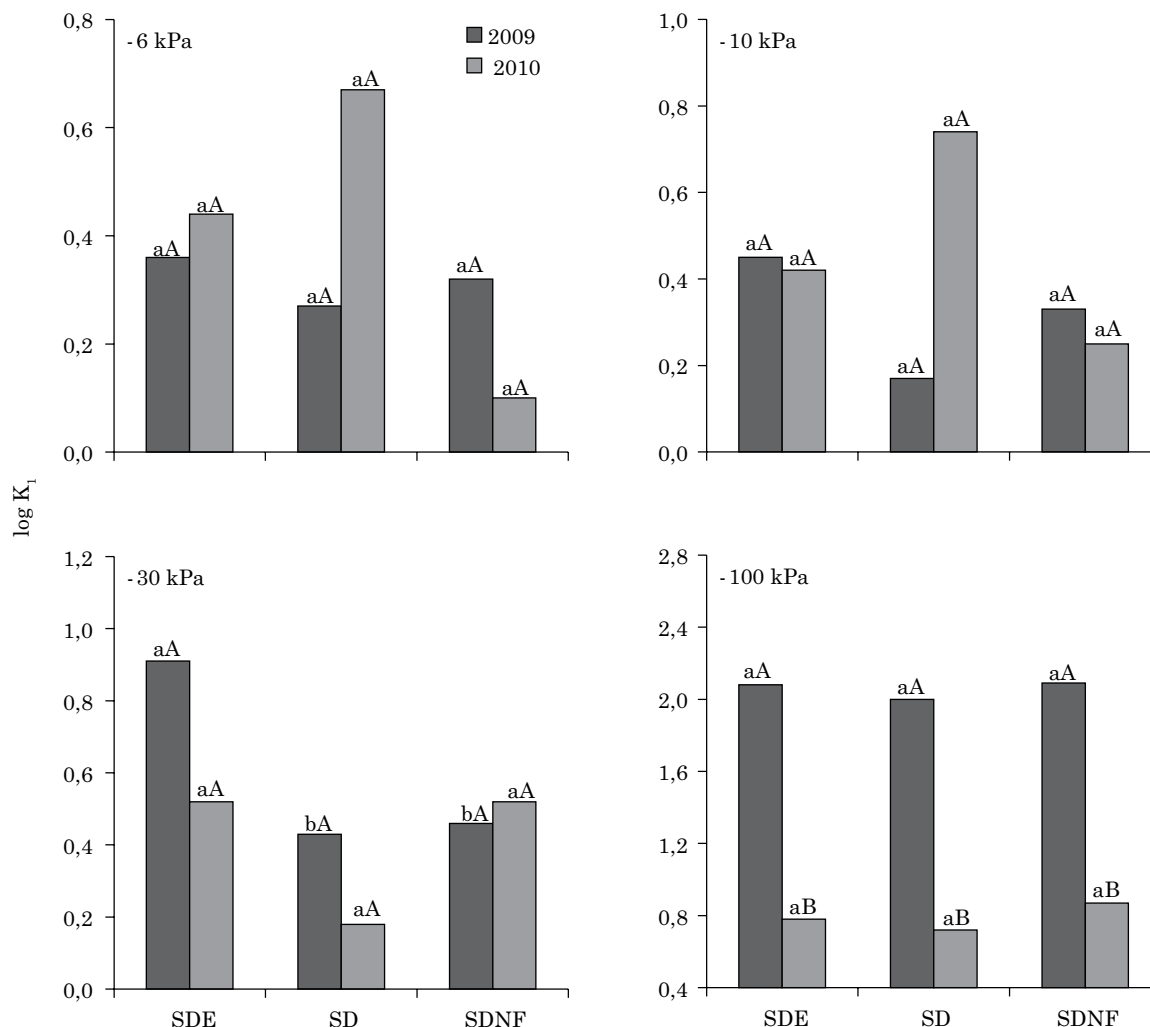 log K1
- 6 kPa
2009
2010
0,8
0,6
0,4
0,2
0,0
aA
aA
aA
aA
aA
aA
- 10 kPa
1,0
0,8
0,6
0,4
0,2
0,0
aA
aA
aA
aA
aA
aA
- 30 kPa
1,2
1,0
0,8
0,6
0,4
0,2
0,0
aA
aA
bA
aA
bA
aA
SDE SD SDNF
- 100 kPa
2,8
2,4
2,0
1,6
1,2
0,8
0,4
aA
aB
aA
aB
aA
aB
SDE SD SDNF